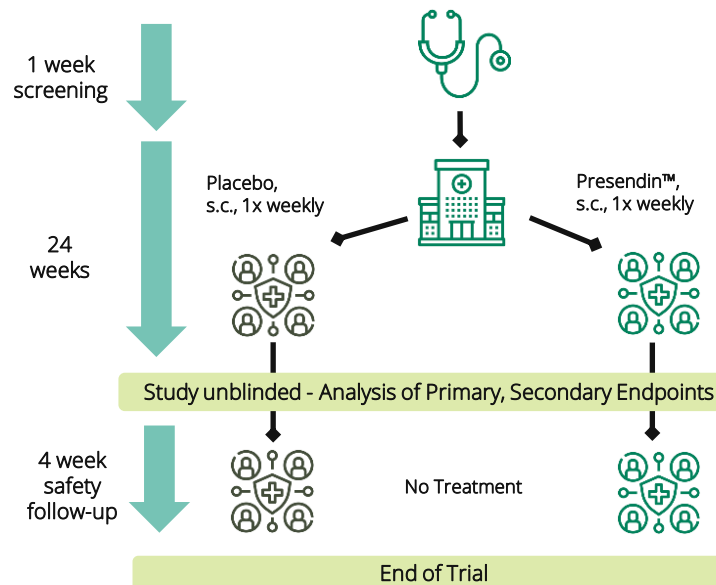 1 week
screening
Placebo,
s.c., 1x weekly
Presendin™,
s.c., 1x weekly
24
weeks
Study unblinded - Analysis of Primary, Secondary Endpoints
4 week
safety
follow-up
No Treatment
End of Trial